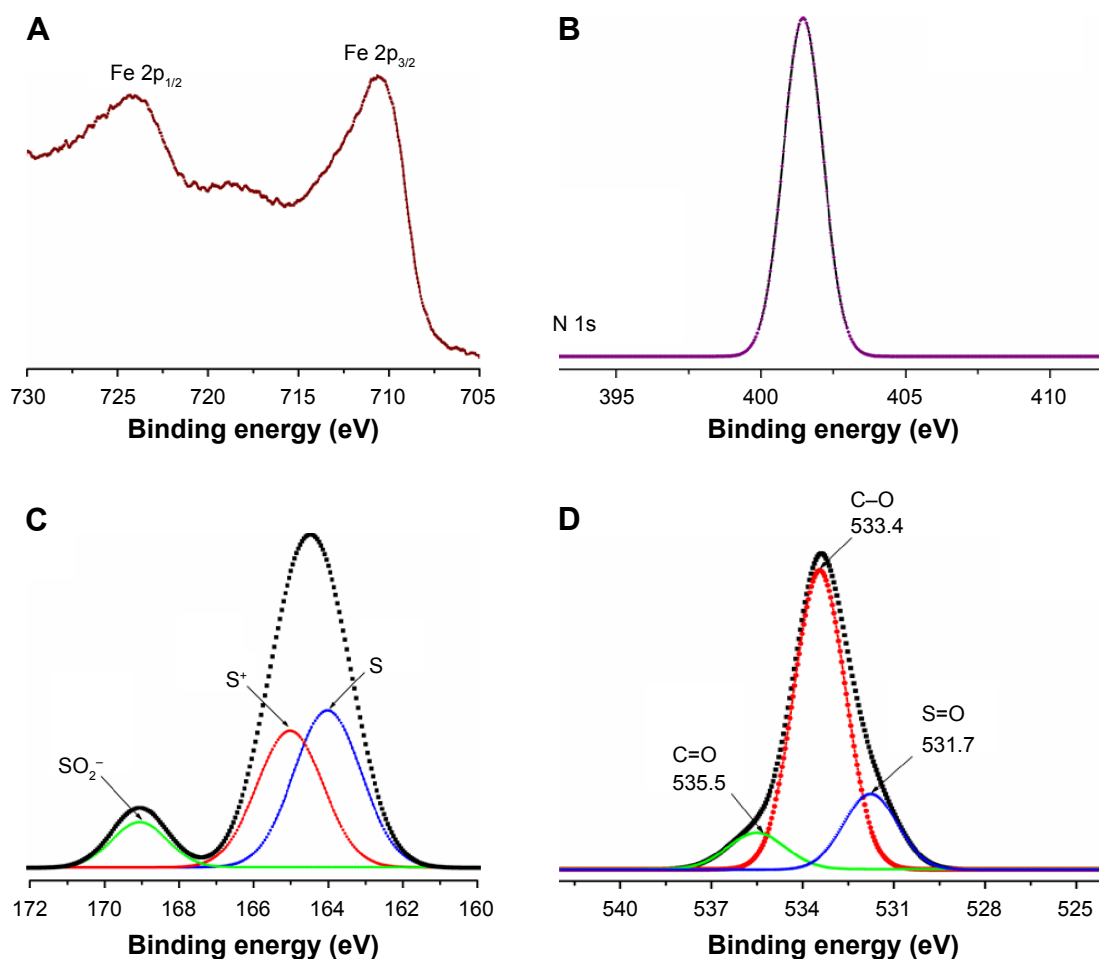 A
Fe 2p1/2
Fe 2p3/2
730 725 720 715 710 705
Binding energy (eV)
B
N 1s
395 400 405 410
Binding energy (eV)
C
S+
S
SO2−
172 170 168 166 164 162 160
Binding energy (eV)
D
C–O
533.4
S=O
531.7
C=O
535.5
540 537 534 531 528 525
Binding energy (eV)